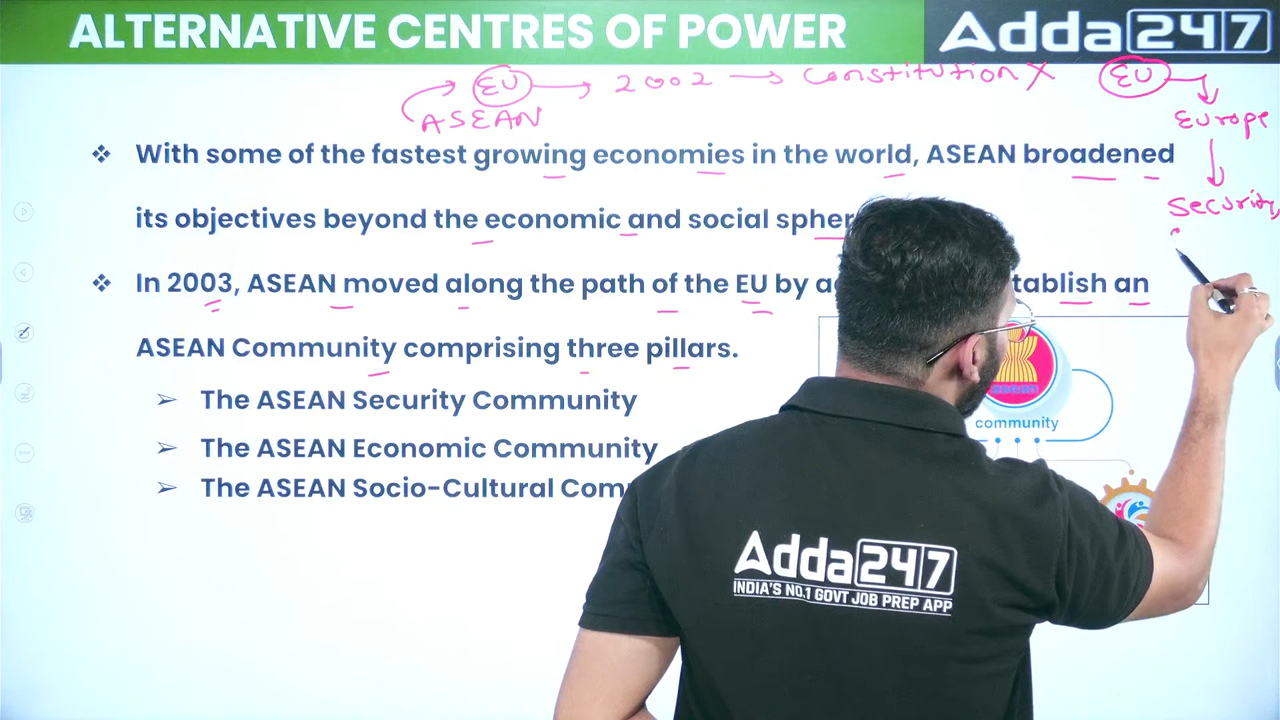 ALTERNATIVE CENTRES OF POWER
Adda247
EU → 2002 → Constitution X
EU
ASEAN
Europe
Security,
❖ With some of the fastest growing economies in the world, ASEAN broadened
its objectives beyond the economic and social spher
❖ In 2003, ASEAN moved along the path of the EU by a tablish an
ASEAN Community comprising three pillars.
➢ The ASEAN Security Community
➢ The ASEAN Economic Community
➢ The ASEAN Socio-Cultural Com
asean
community
Adda247
INDIA'S NO.1 GOVT JOB PREP APP